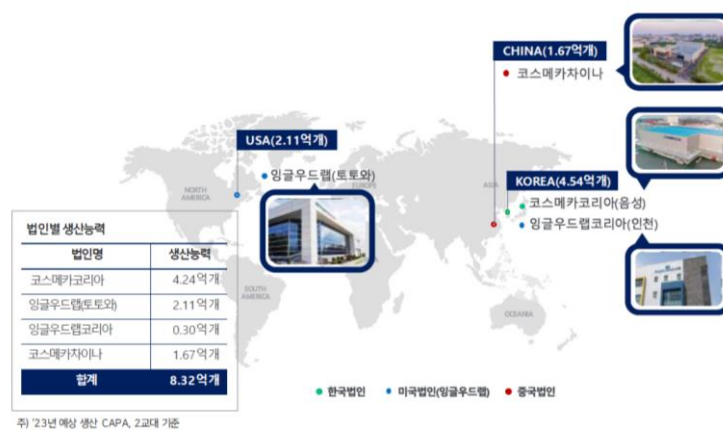 CHINA(1.67억개)
코스메카차이나
USA(2.11억개)
잉글우드랩(토토와)
NORTH
AMERICA
EUROPE
ASIA
KOREA(4.54억개)
코스메카코리아(음성)
잉글우드랩코리아(인천)
법인별 생산능력
법인명 생산능력
코스메카코리아 4.24억개
잉글우드랩(토토와) 2.11억개
잉글우드랩코리아 0.30억개
코스메카차이나 1.67억개
합계 8.32억개
SOUTH
AMERICA
OCEANIA
한국법인 미국법인(잉글우드랩) 중국법인
주) '23년 예상 생산 CAPA, 2교대 기준